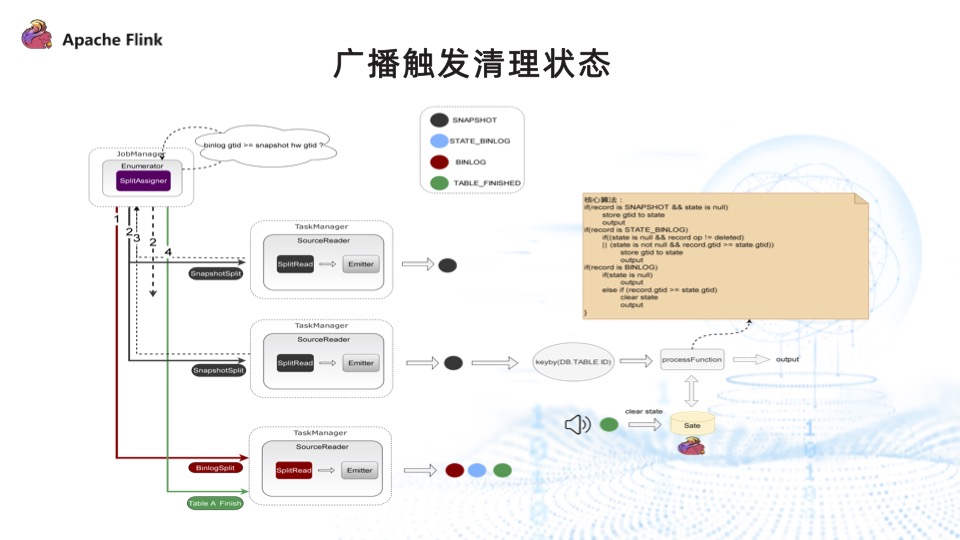 Apache Flink
广播触发清理状态
SNAPSHOT
STATE_BINLOG
BINLOG
TABLE_FINISHED
binlog gtid >= snapshot hw gtid ?
JobManager
Enumerator
SplitAssigner
1
2
3
2
4
TaskManager
SourceReader
SplitRead
Emitter
SnapshotSplit
TaskManager
SourceReader
SplitRead
Emitter
SnapshotSplit
TaskManager
SourceReader
SplitRead
Emitter
BinlogSplit
Table A Finish
核心算法：
if(record is SNAPSHOT && state is null)
store gtid to state
output
if(record is STATE_BINLOG)
if((state is null && record op != deleted)
|| (state is not null && record.gtid >= state.gtid))
store gtid to state
output
if(record is BINLOG)
if(state is null)
output
else if (record.gtid >= state.gtid)
clear state
output
}
keyby(DB.TABLE.ID)
processFunction
output
clear state
Sate